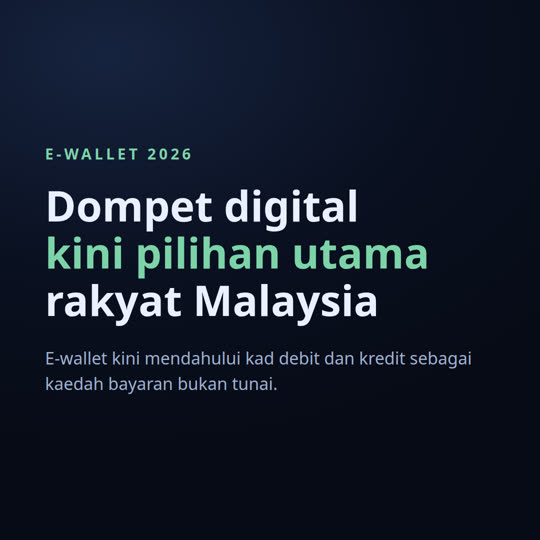 E-WALLET 2026
Dompet digital
kini pilihan utama
rakyat Malaysia
E-wallet kini mendahului kad debit dan kredit sebagai
kaedah bayaran bukan tunai.